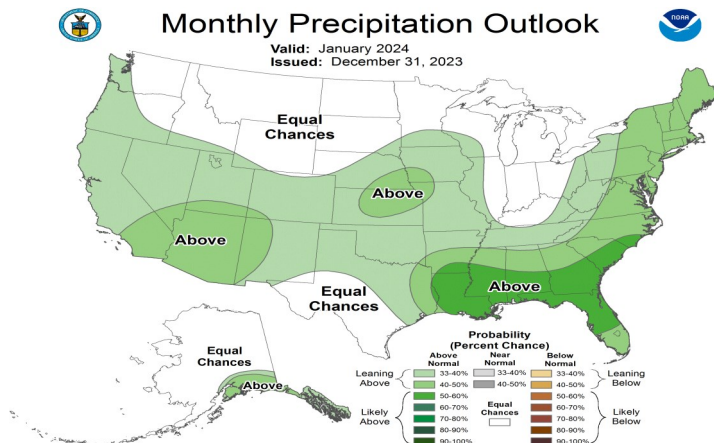 Monthly Precipitation Outlook
NOAA
Valid: January 2024
Issued: December 31, 2023
Equal
Chances
Above
Above
Equal
Chances
Above
Equal
Chances
Above
Probability
(Percent Chance)
Above
Normal
Near
Normal
Below
Normal
Leaning
Above
33-40%
40-50%
33-40%
40-50%
33-40%
40-50%
Leaning
Below
Likely
Above
50-60%
60-70%
70-80%
80-90%
90-100%
Equal
Chances
50-60%
60-70%
70-80%
80-90%
90-100%
Likely
Below